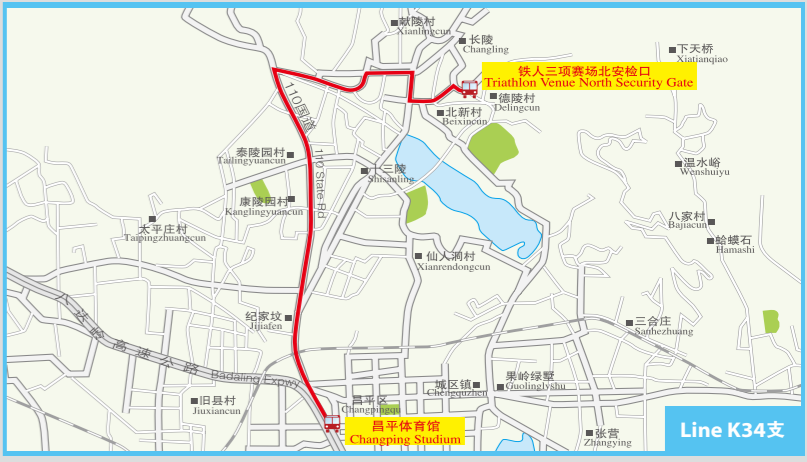 献陵村
Xianlingcun
长陵
Changling
下天桥
Xiatianqiao
铁人三项赛场北安检口
Triathlon Venue North Security Gate
德陵村
Delingcun
110国道
北新村
Beixincun
泰陵园村
Tailingyuancun
110 State Rd
十三陵
Shisanling
温水峪
Wenshuiyu
康陵园村
Kanglingyuancun
八家村
Bajiacun
太平庄村
Taipingzhuangcun
蛤蟆石
Hamashi
仙人洞村
Xianrendongcun
八达岭高速公路
Badaling Expwy
纪家坟
Jijiafen
三合庄
Sanhezhuang
果岭绿墅
Guolinglyshu
城区镇
Chengquzhen
旧县村
Jiuxiancun
昌平区
Changpingqu
昌平体育馆
Changping Studium
张营
Zhangying
Line K34支